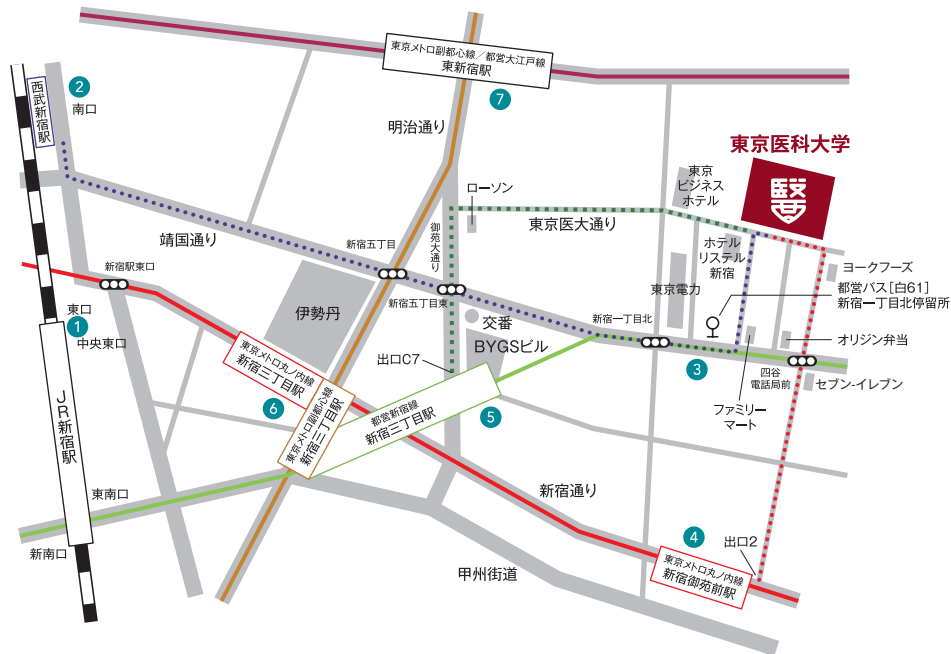 東京メトロ副都心線／都営大江戸線
東新宿駅
7
西武新宿駅
2
南口
明治通り
東京医科大学
醫
東京
ビジネス
ホテル
ローソン
東京医大通り
御苑大通り
靖国通り
新宿五丁目
新宿駅東口
ホテル
リステル
新宿
ヨークフーズ
都営バス［白61］
新宿一丁目北停留所
東京電力
新宿五丁目東
伊勢丹
交番
BYGSビル
新宿一丁目北
オリジン弁当
1
東口
中央東口
出口C7
3
四谷
電話局前
セブン-イレブン
ファミリー
マート
東京メトロ丸ノ内線
新宿三丁目駅
6
東京メトロ副都心線
新宿三丁目駅
都営新宿線
新宿三丁目駅
5
JR新宿駅
東南口
新南口
新宿通り
4
出口2
東京メトロ丸ノ内線
新宿御苑前駅
甲州街道